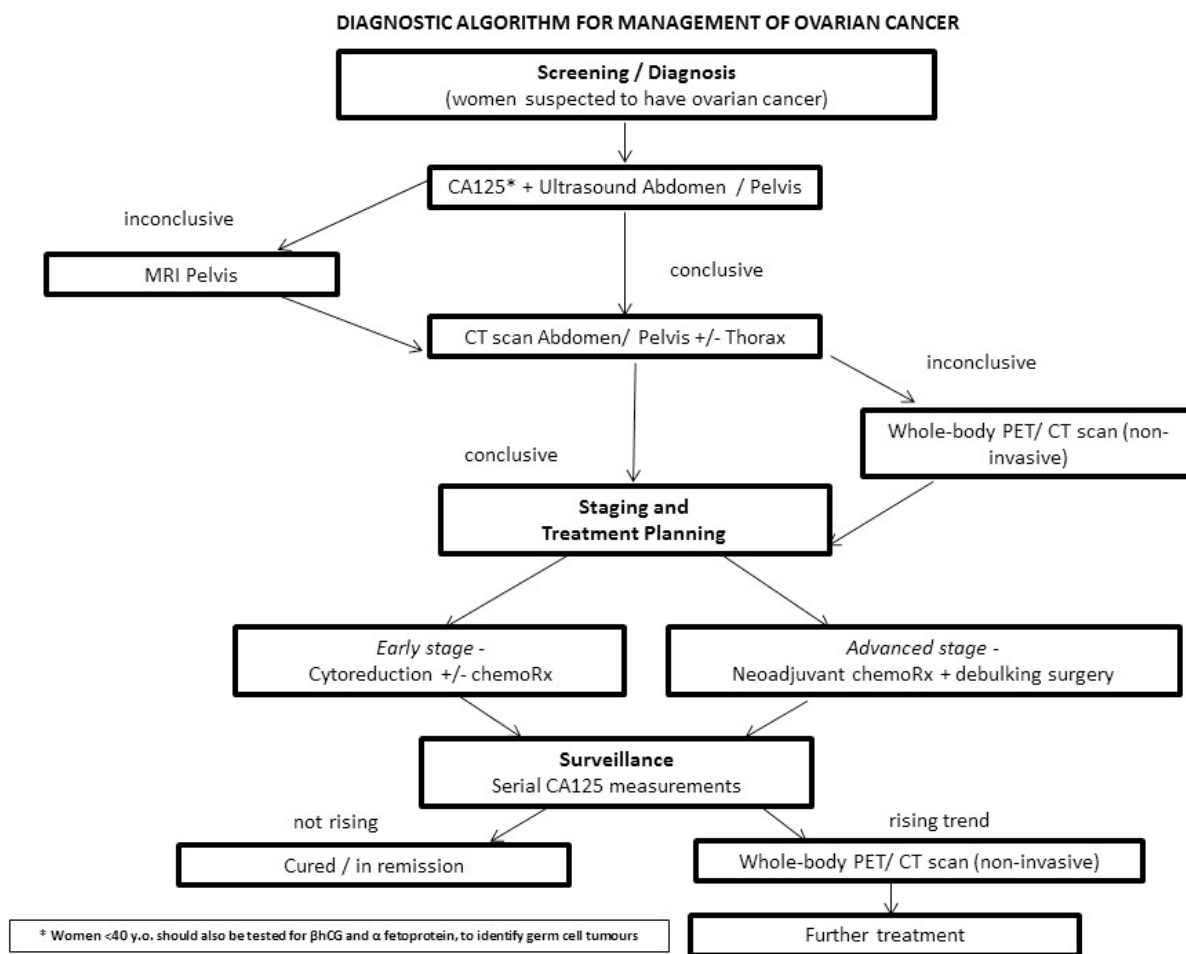 DIAGNOSTIC ALGORITHM FOR MANAGEMENT OF OVARIAN CANCER
Screening / Diagnosis
(women suspected to have ovarian cancer)
CA125* + Ultrasound Abdomen / Pelvis
inconclusive
MRI Pelvis
conclusive
CT scan Abdomen/ Pelvis +/- Thorax
inconclusive
Whole-body PET/ CT scan (non-
invasive)
conclusive
Staging and
Treatment Planning
Early stage -
Cytoreduction +/- chemoRx
Advanced stage -
Neoadjuvant chemoRx + debulking surgery
Surveillance
Serial CA125 measurements
not rising
rising trend
Cured / in remission
Whole-body PET/ CT scan (non-invasive)
Further treatment
* Women <40 y.o. should also be tested for βhCG and α fetoprotein, to identify germ cell tumours